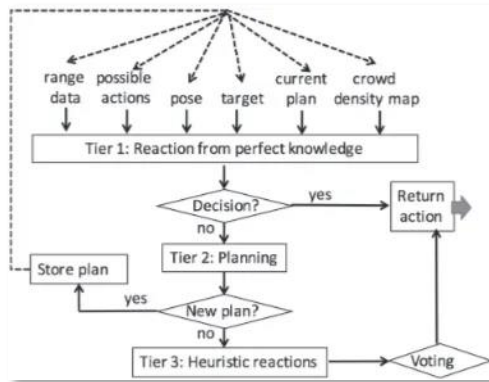 range data
possible actions
pose
target
current plan
crowd density map
Tier 1: Reaction from perfect knowledge
Decision?
yes
Return action
no
Tier 2: Planning
Store plan
yes
New plan?
no
Tier 3: Heuristic reactions
Voting